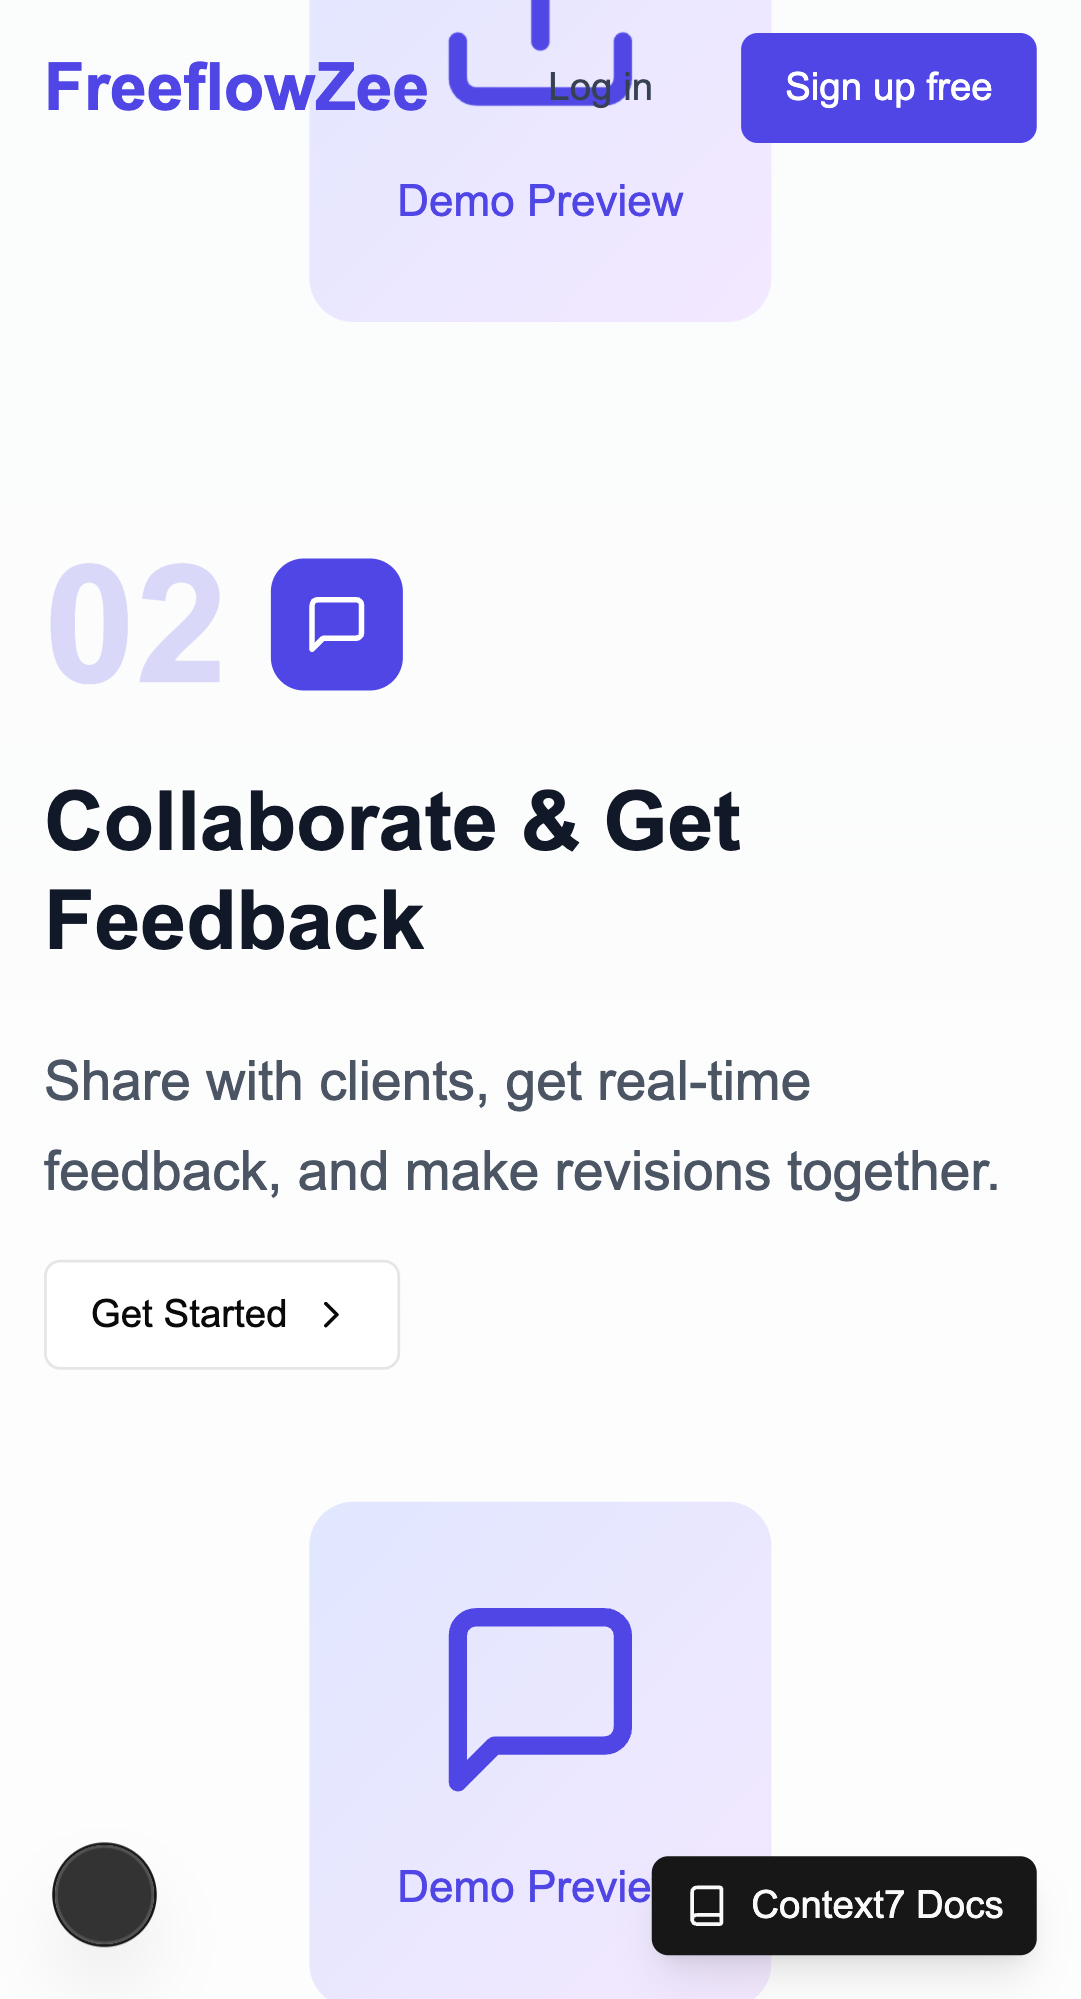 FreeflowZee
Log in
Sign up free
Demo Preview
02
Collaborate & Get
Feedback
Share with clients, get real-time
feedback, and make revisions together.
Get Started
Demo Previe
Context7 Docs